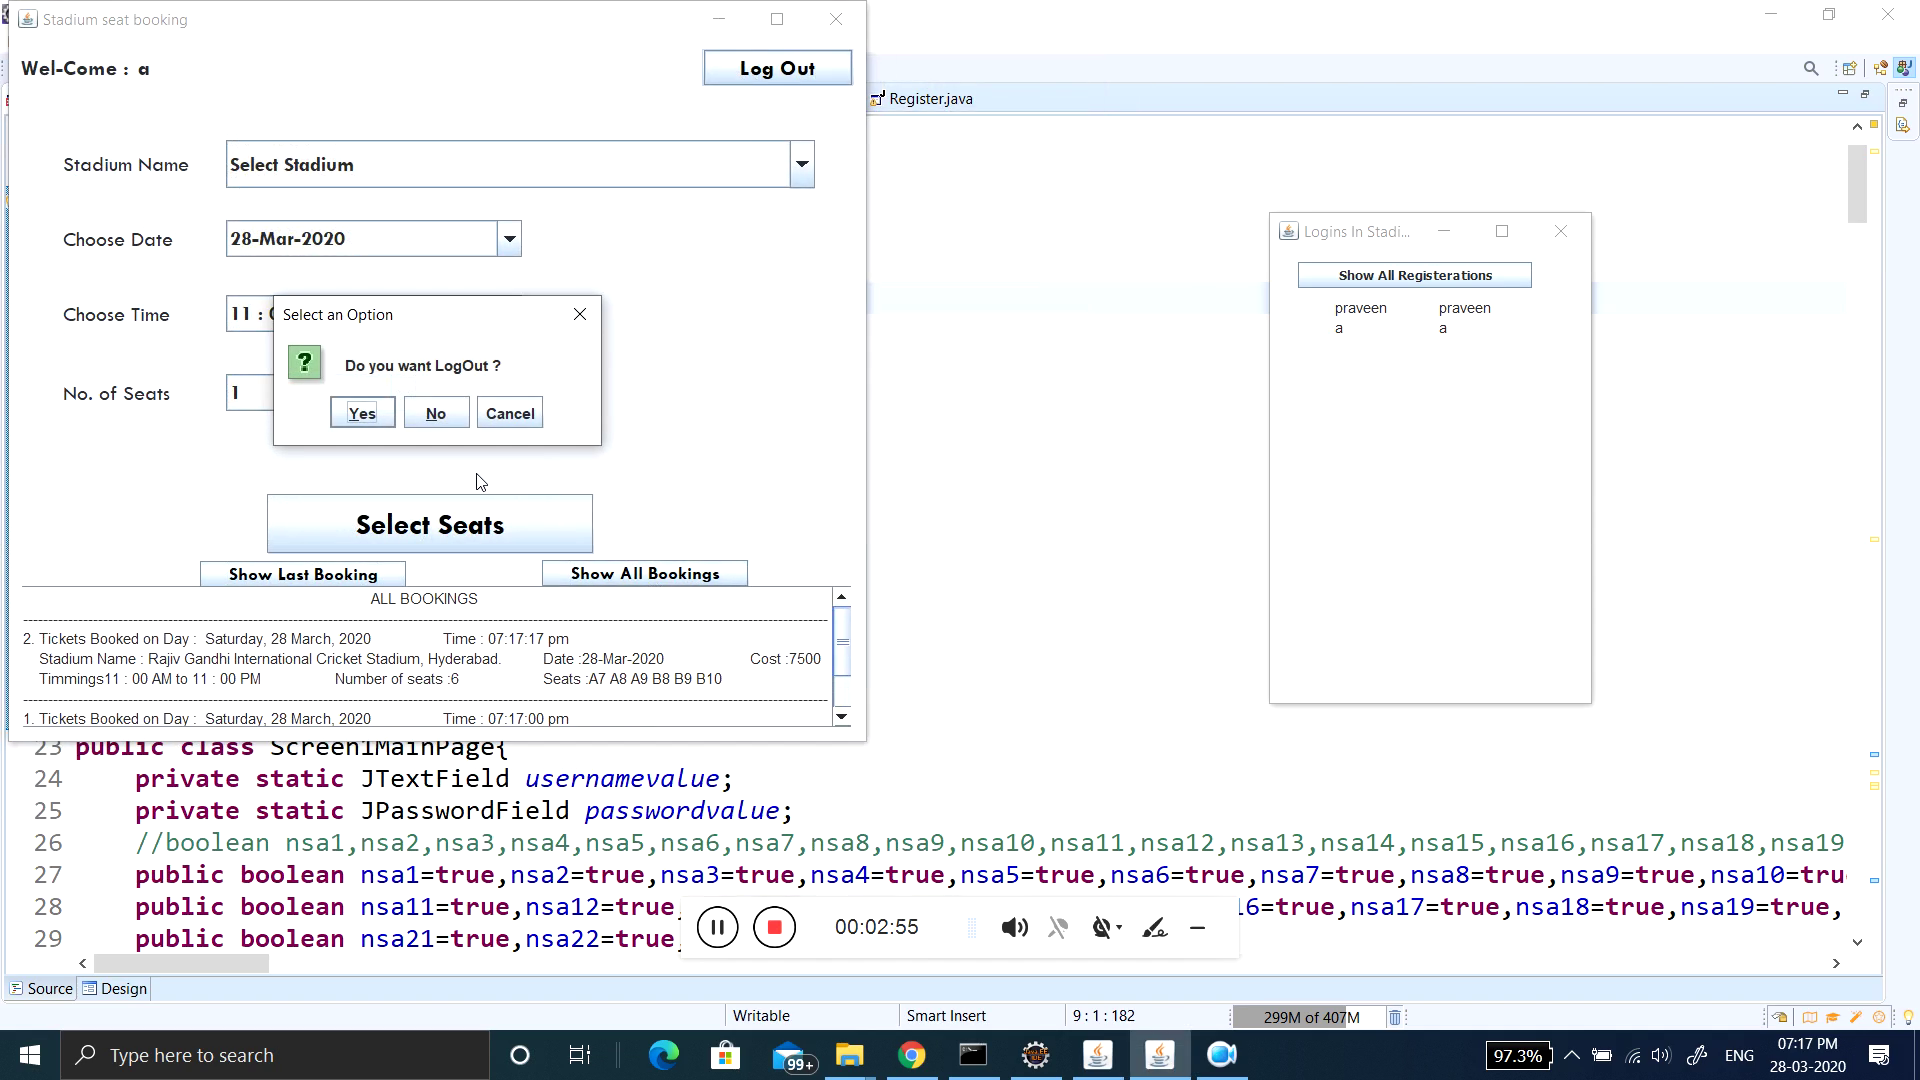 Stadium seat booking
Wel-Come : a
Log Out
Register.java
Stadium Name
Select Stadium
Choose Date
28-Mar-2020
Choose Time
11 :
No. of Seats
1
Select an Option
Do you want LogOut ?
Yes
No
Cancel
Select Seats
Show Last Booking
Show All Bookings
ALL BOOKINGS
2. Tickets Booked on Day : Saturday, 28 March, 2020 Time : 07:17:17 pm
Stadium Name : Rajiv Gandhi International Cricket Stadium, Hyderabad. Date :28-Mar-2020 Cost :7500
Timmings11 : 00 AM to 11 : 00 PM Number of seats :6 Seats :A7 A8 A9 B8 B9 B10
1. Tickets Booked on Day : Saturday, 28 March, 2020 Time : 07:17:00 pm
Logins In Stadi...
Show All Registerations
praveen praveen
a a
23 public class Screen1MainPage{
24 private static JTextField usernamevalue;
25 private static JPasswordField passwordvalue;
26 //boolean nsa1,nsa2,nsa3,nsa4,nsa5,nsa6,nsa7,nsa8,nsa9,nsa10,nsa11,nsa12,nsa13,nsa14,nsa15,nsa16,nsa17,nsa18,nsa19
27 public boolean nsa1=true,nsa2=true,nsa3=true,nsa4=true,nsa5=true,nsa6=true,nsa7=true,nsa8=true,nsa9=true,nsa10=tru
28 public boolean nsa11=true,nsa12=true, 16=true,nsa17=true,nsa18=true,nsa19=true,
29 public boolean nsa21=true,nsa22=true,
00:02:55
Source
Design
Writable
Smart Insert
9 : 1 : 182
299M of 407M
Type here to search
99+
97.3%
ENG
07:17 PM
28-03-2020